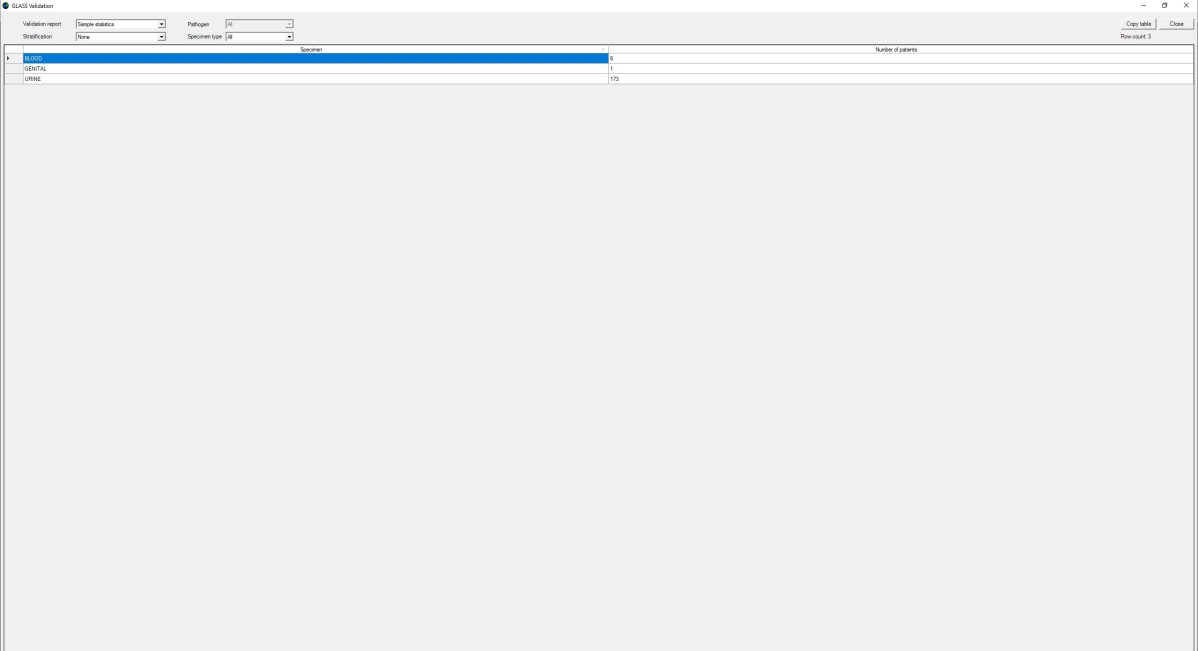 GLASS Validation
Validation report Sample statistics Pathogen All Copy table Close
Stratification None Specimen type All Row count: 3
Specimen Number of patients
BLOOD 6
GENITAL 1
URINE 173